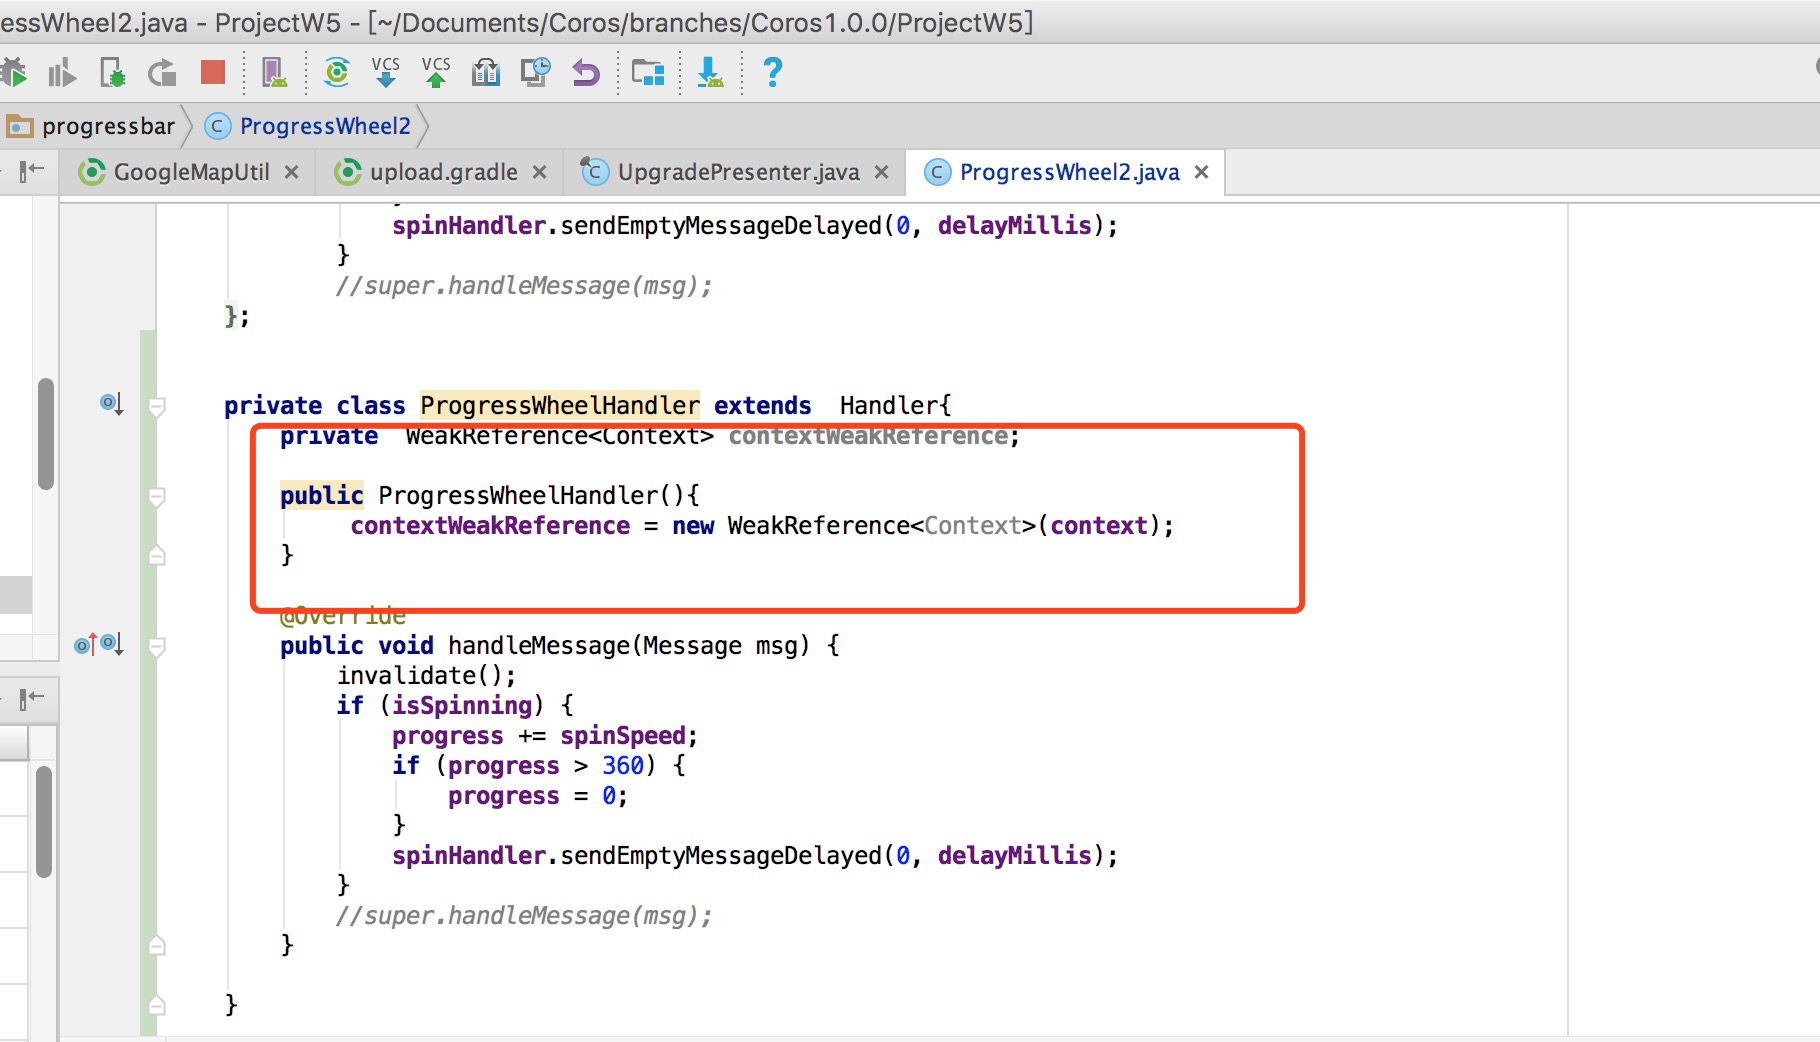 essWheel2.java - ProjectW5 - [~/Documents/Coros/branches/Coros1.0.0/ProjectW5]
VCS VCS ?
progressbar C ProgressWheel2
GoogleMapUtil × upload.gradle × C UpgradePresenter.java × C ProgressWheel2.java ×
spinHandler.sendEmptyMessageDelayed(0, delayMillis);
}
//super.handleMessage(msg);
};
private class ProgressWheelHandler extends  Handler{
private  WeakReference<Context> contextWeakReference;
public ProgressWheelHandler(){
contextWeakReference = new WeakReference<Context>(context);
}
@Override
public void handleMessage(Message msg) {
invalidate();
if (isSpinning) {
progress += spinSpeed;
if (progress > 360) {
progress = 0;
}
spinHandler.sendEmptyMessageDelayed(0, delayMillis);
}
//super.handleMessage(msg);
}
}